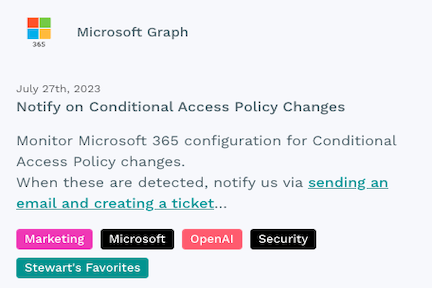 365
Microsoft Graph
July 27th, 2023
Notify on Conditional Access Policy Changes
Monitor Microsoft 365 configuration for Conditional
Access Policy changes.
When these are detected, notify us via sending an
email and creating a ticket...
Marketing Microsoft OpenAI Security
Stewart's Favorites